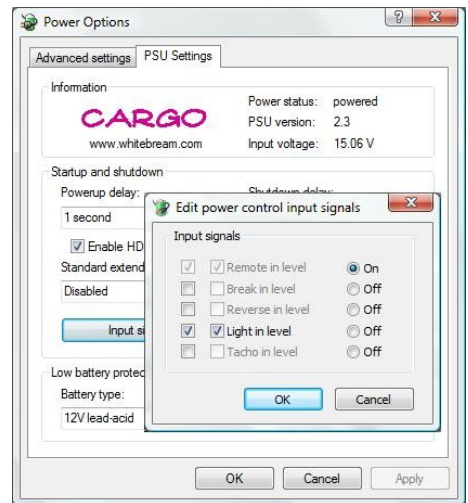 Power Options
Advanced settings PSU Settings
Information
CARGO
www.whitebream.com
Power status: powered
PSU version: 2.3
Input voltage: 15.06 V
Startup and shutdown
Powerup delay:
1 second
Enable HD
Standard extend
Disabled
Input si
Low battery protec
Battery type:
12V lead-acid
Edit power control input signals
Input signals
Remote in level On
Break in level Off
Reverse in level Off
Light in level Off
Tacho in level Off
OK Cancel
OK Cancel Apply